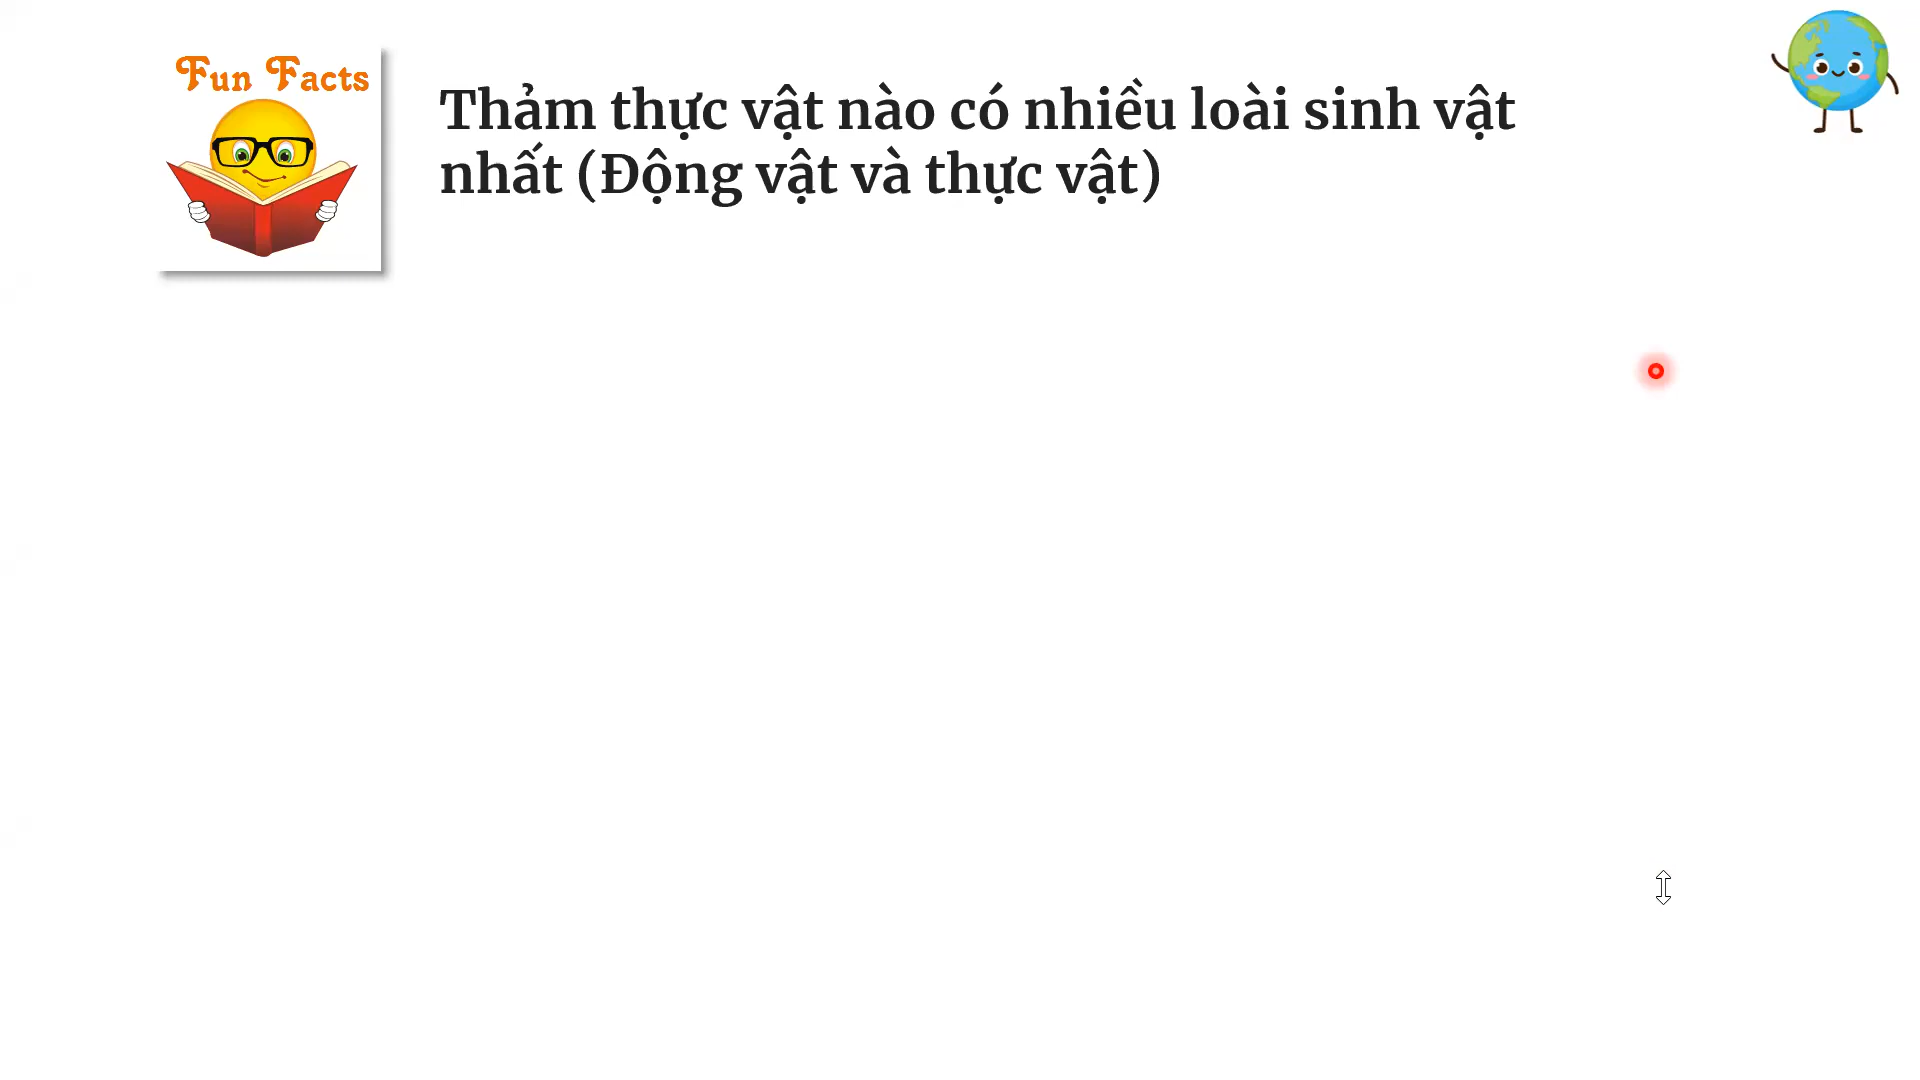 Fun Facts
Thảm thực vật nào có nhiều loài sinh vật
nhất (Động vật và thực vật)